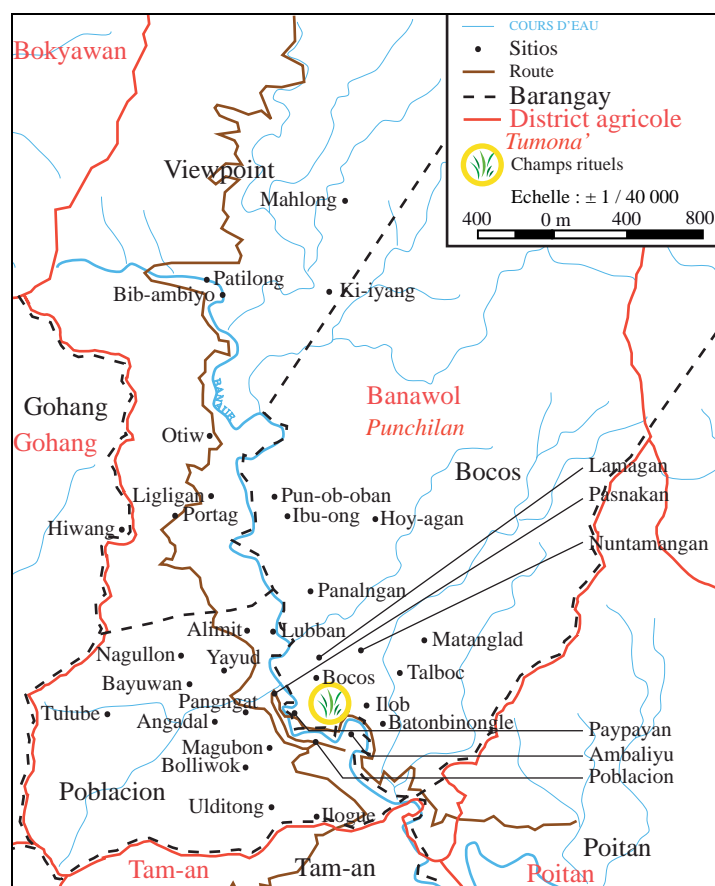 COURS D'EAU
Sitios
Route
Barangay
District agricole
Tumona'
Champs rituels
Echelle : ± 1 / 40 000
400 0 m 400 800
Bokyawan
Viewpoint
Mahlong
Patilong
Bib-ambiyo
Ki-iyang
BANAUR
Gohang
Gohang
Banawol
Punchilan
Otiw
Bocos
Lamagan
Pasnakan
Nuntamangan
Ligligan
Pun-ob-oban
Portag
Ibu-ong
Hoy-agan
Hiwang
Panalngan
Alimit
Lubban
Matanglad
Nagullon
Yayud
Talboc
Bayuwan
Bocos
Pangagat
Ilob
Tulube
Angadal
Batonbinongle
Paypayan
Magubon
Ambaliyu
Bolliwok
Poblacion
Poblacion
Ulditong
Ilogue
Poitan
Tam-an
Tam-an
Poitan